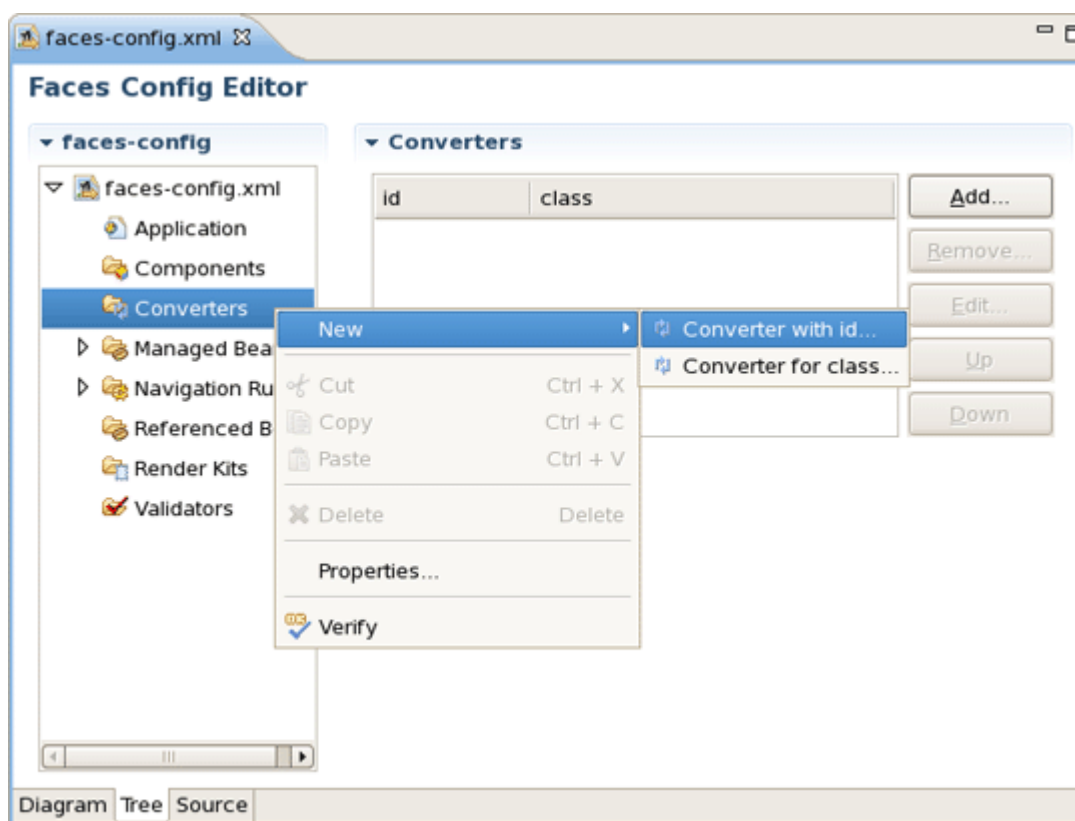 faces-config.xml
Faces Config Editor
faces-config
Converters
faces-config.xml
id class
Add...
Application
Remove...
Components
Converters
Edit...
New
Converter with id...
Managed Bea
Converter for class...
Up
Navigation Ru
Cut Ctrl + X
Referenced B
Copy Ctrl + C
Down
Render Kits
Paste Ctrl + V
Validators
Delete Delete
Properties...
Verify
Diagram Tree Source